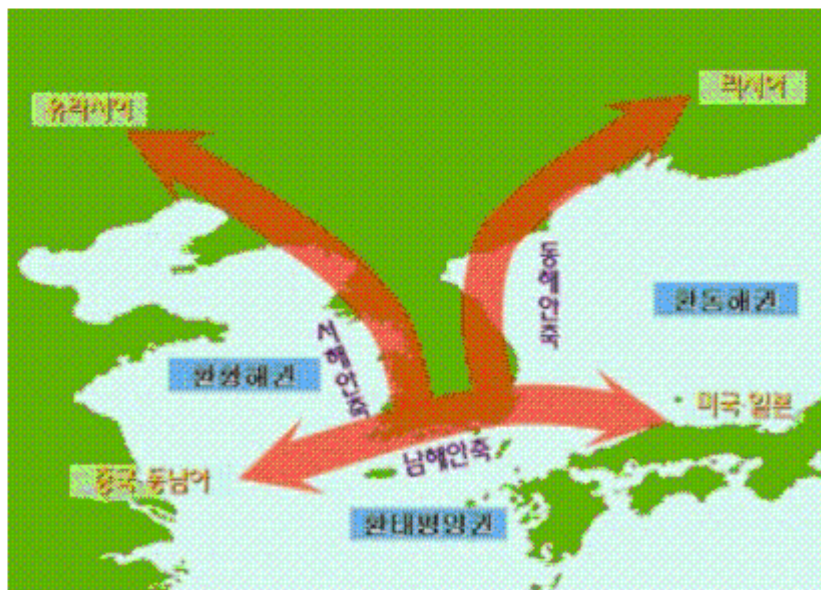 유라시아
러시아
동해안축
환동해권
서해안축
환황해권
미국·일본
남해안축
중국·동남아
환태평양권